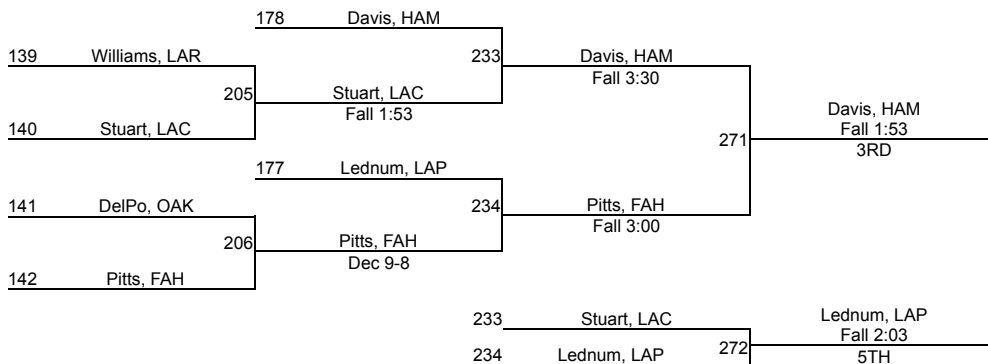 178 Davis, HAM
139 Williams, LAR
233
Davis, HAM
Fall 3:30
205
Stuart, LAC
Fall 1:53
140 Stuart, LAC
271
Davis, HAM
Fall 1:53
3RD
177 Lednum, LAP
141 DelPo, OAK
234
Pitts, FAH
Fall 3:00
206
Pitts, FAH
Dec 9-8
142 Pitts, FAH
233 Stuart, LAC
272
Lednum, LAP
Fall 2:03
5TH
234 Lednum, LAP